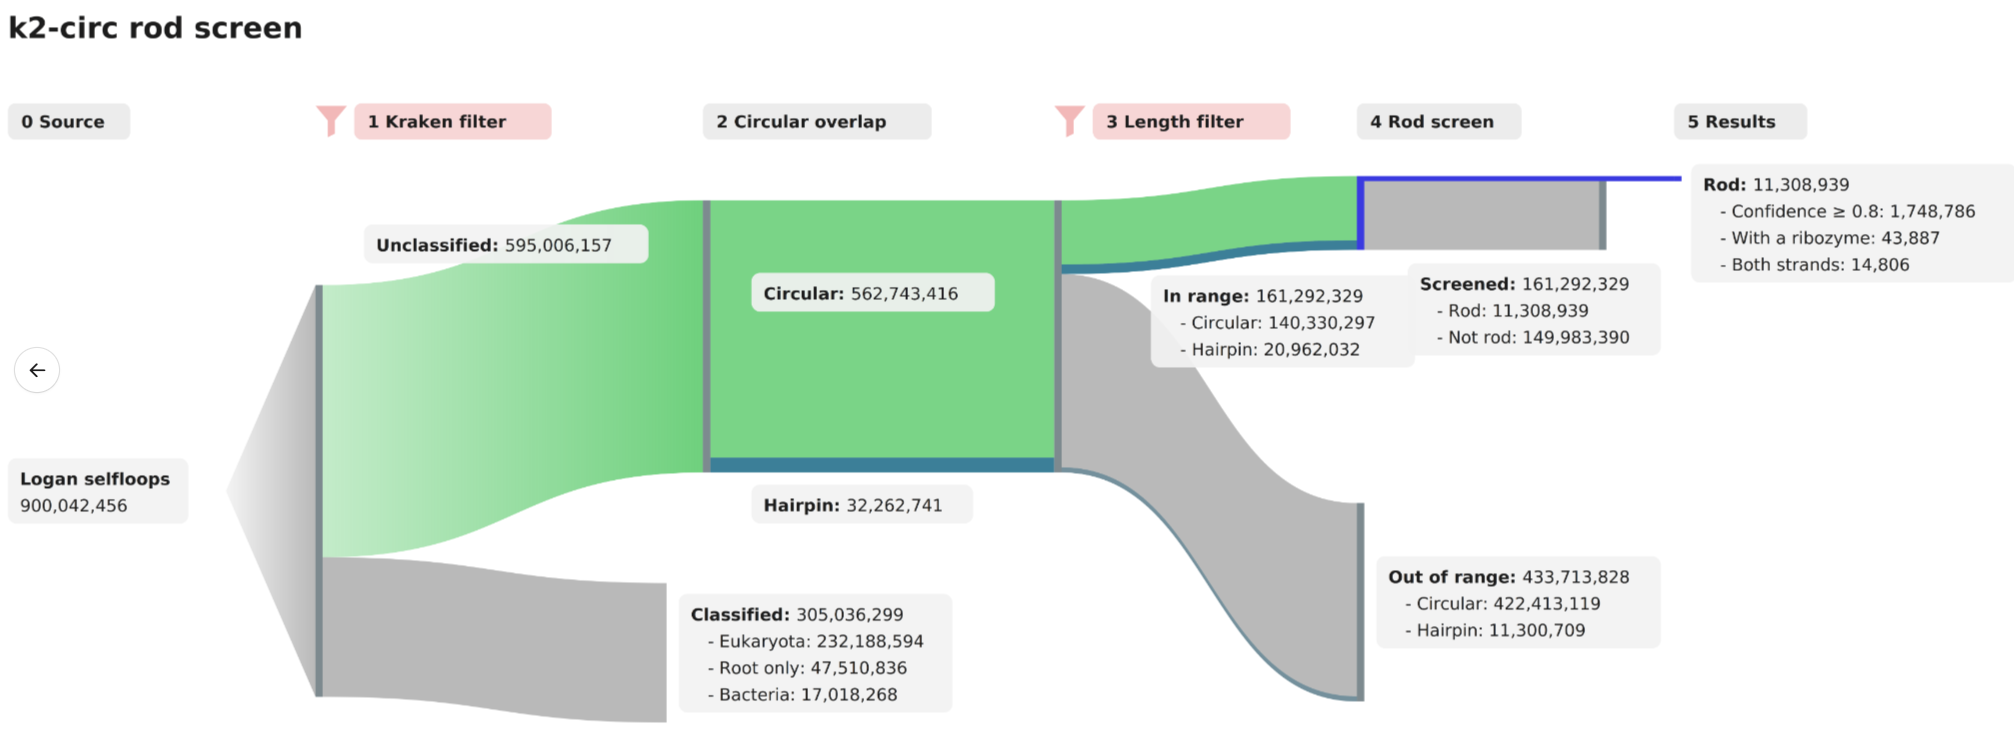 k2-circ rod screen
0 Source
1 Kraken filter
2 Circular overlap
3 Length filter
4 Rod screen
5 Results
Logan selfloops
900,042,456
Unclassified: 595,006,157
Classified: 305,036,299
- Eukaryota: 232,188,594
- Root only: 47,510,836
- Bacteria: 17,018,268
Circular: 562,743,416
Hairpin: 32,262,741
In range: 161,292,329
- Circular: 140,330,297
- Hairpin: 20,962,032
Out of range: 433,713,828
- Circular: 422,413,119
- Hairpin: 11,300,709
Screened: 161,292,329
- Rod: 11,308,939
- Not rod: 149,983,390
Rod: 11,308,939
- Confidence ≥ 0.8: 1,748,786
- With a ribozyme: 43,887
- Both strands: 14,806